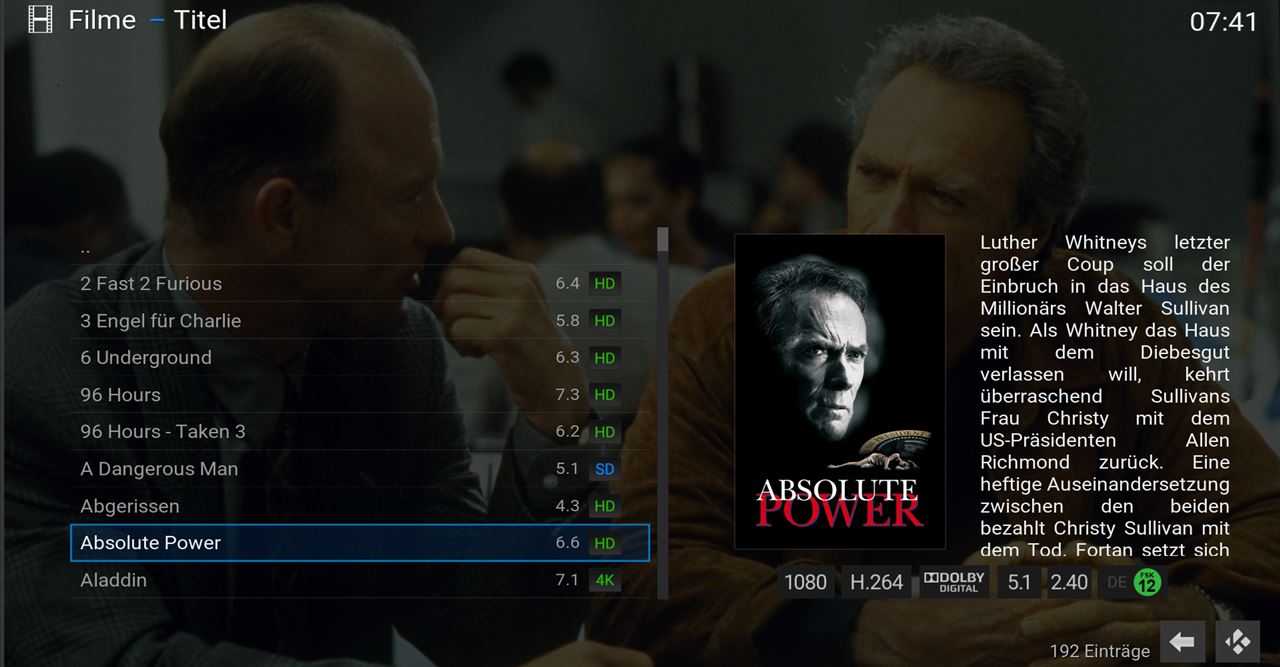 Filme – Titel
07:41
..
2 Fast 2 Furious 6.4 HD
3 Engel für Charlie 5.8 HD
6 Underground 6.3 HD
96 Hours 7.3 HD
96 Hours - Taken 3 6.2 HD
A Dangerous Man 5.1 SD
Abgerissen 4.3 HD
Absolute Power 6.6 HD
Aladdin 7.1 4K
ABSOLUTE
POWER
Luther Whitneys letzter
großer Coup soll der
Einbruch in das Haus des
Millionärs Walter Sullivan
sein. Als Whitney das Haus
mit dem Diebesgut
verlassen will, kehrt
überraschend Sullivans
Frau Christy mit dem
US-Präsidenten Allen
Richmond zurück. Eine
heftige Auseinandersetzung
zwischen den beiden
bezahlt Christy Sullivan mit
dem Tod. Fortan setzt sich
1080 H.264 DOLBY DIGITAL 5.1 2.40 DE FSK 12
192 Einträge